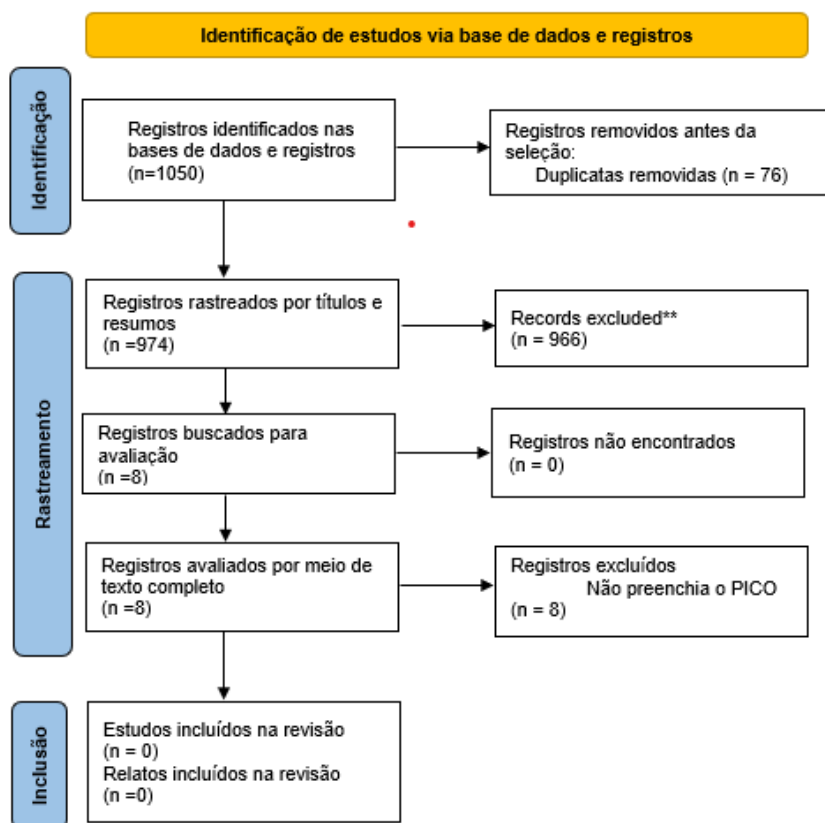 Identificação de estudos via base de dados e registros
Identificação
Registros identificados nas
bases de dados e registros
(n=1050)
Registros removidos antes da
seleção:
Duplicatas removidas (n = 76)
Rastreamento
Registros rastreados por títulos e
resumos
(n =974)
Records excluded**
(n = 966)
Registros buscados para
avaliação
(n =8)
Registros não encontrados
(n = 0)
Registros avaliados por meio de
texto completo
(n =8)
Registros excluídos
Não preenchia o PICO
(n = 8)
Inclusão
Estudos incluídos na revisão
(n = 0)
Relatos incluídos na revisão
(n =0)